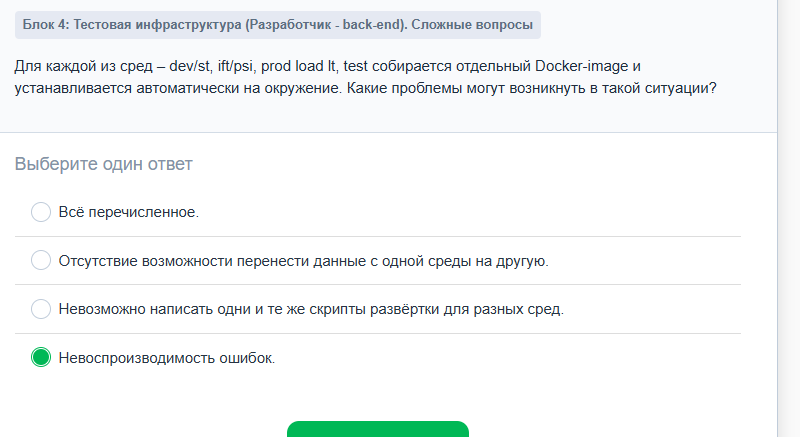 Блок 4: Тестовая инфраструктура (Разработчик - back-end). Сложные вопросы
Для каждой из сред – dev/st, ift/psi, prod load lt, test собирается отдельный Docker-image и
устанавливается автоматически на окружение. Какие проблемы могут возникнуть в такой ситуации?
Выберите один ответ
Всё перечисленное.
Отсутствие возможности перенести данные с одной среды на другую.
Невозможно написать одни и те же скрипты развёртки для разных сред.
Невоспроизводимость ошибок.